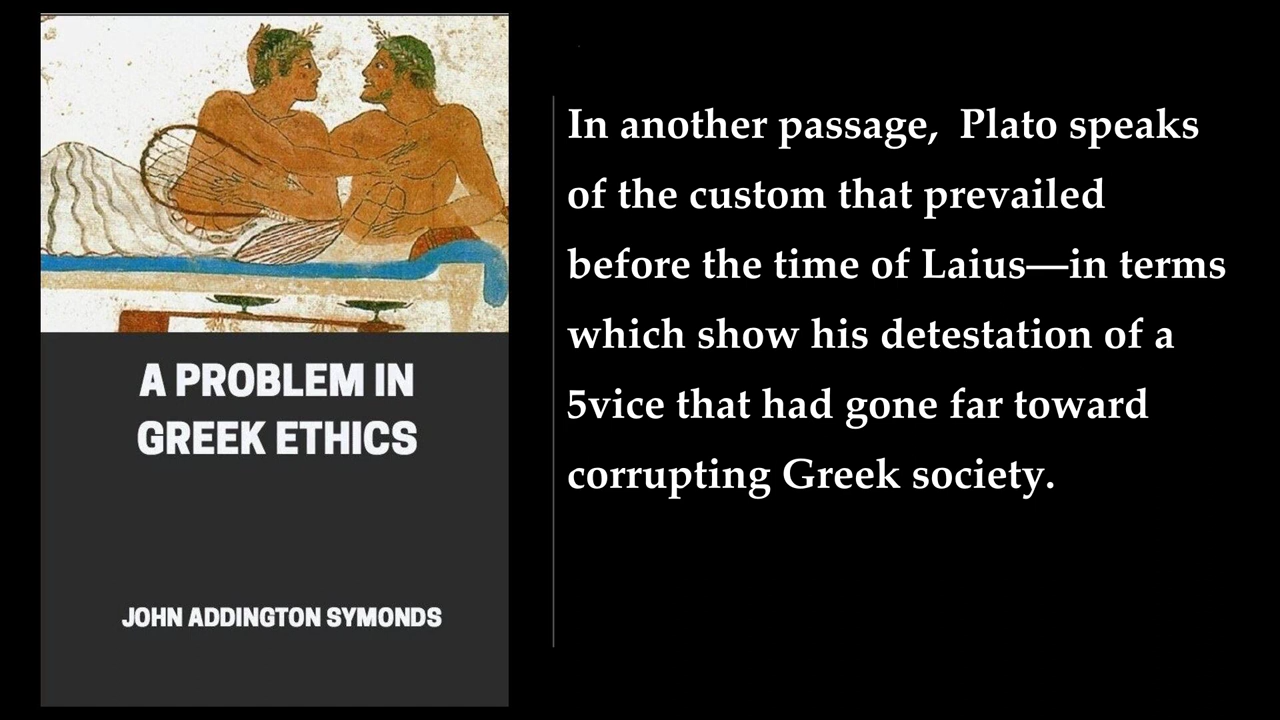 A PROBLEM IN
GREEK ETHICS
JOHN ADDINGTON SYMONDS
In another passage,  Plato speaks
of the custom that prevailed
before the time of Laius—in terms
which show his detestation of a
5vice that had gone far toward
corrupting Greek society.